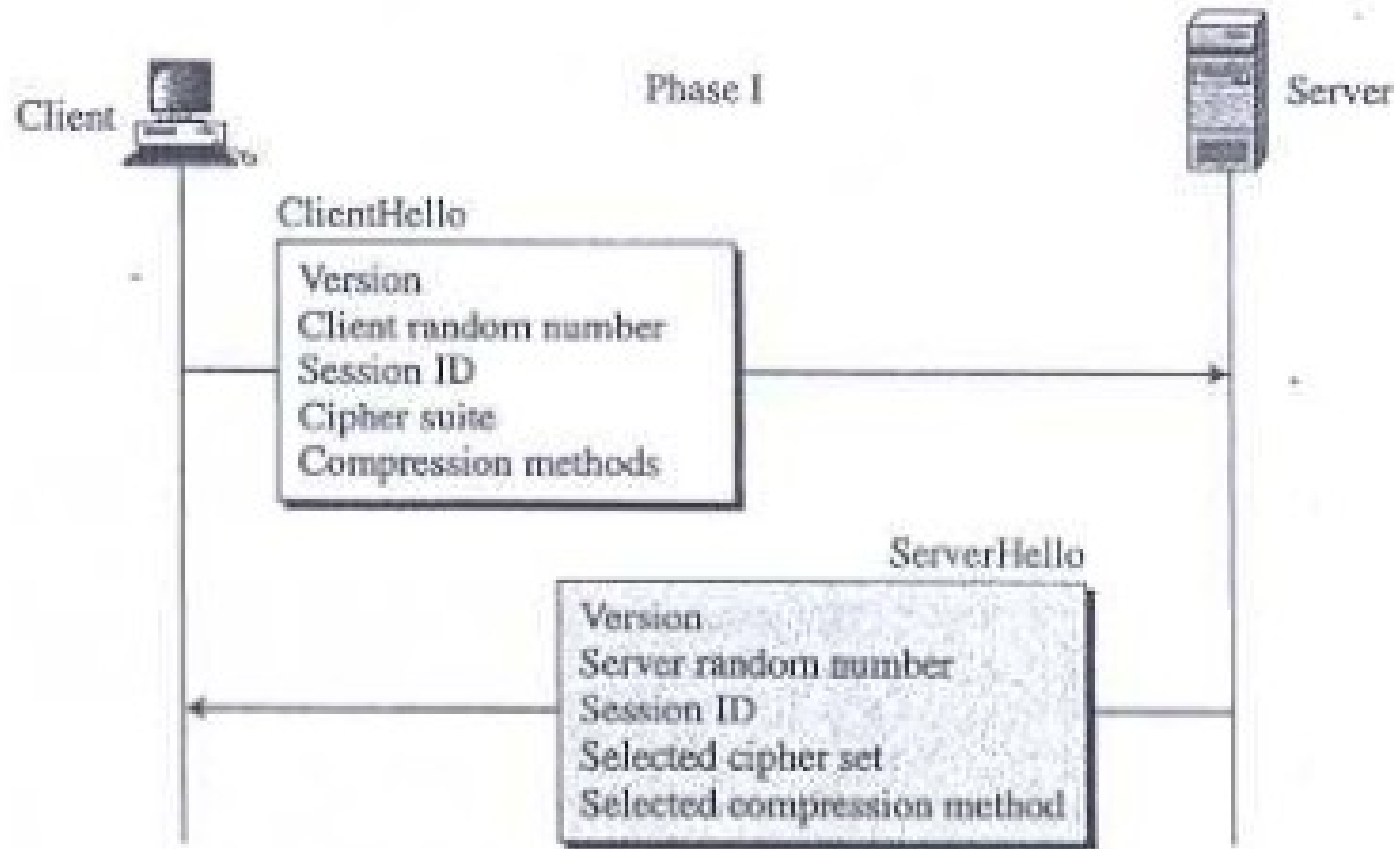 Phase I
Client
Server
ClientHello
Version
Client random number
Session ID
Cipher suite
Compression methods
ServerHello
Version
Server random number
Session ID
Selected cipher set
Selected compression method